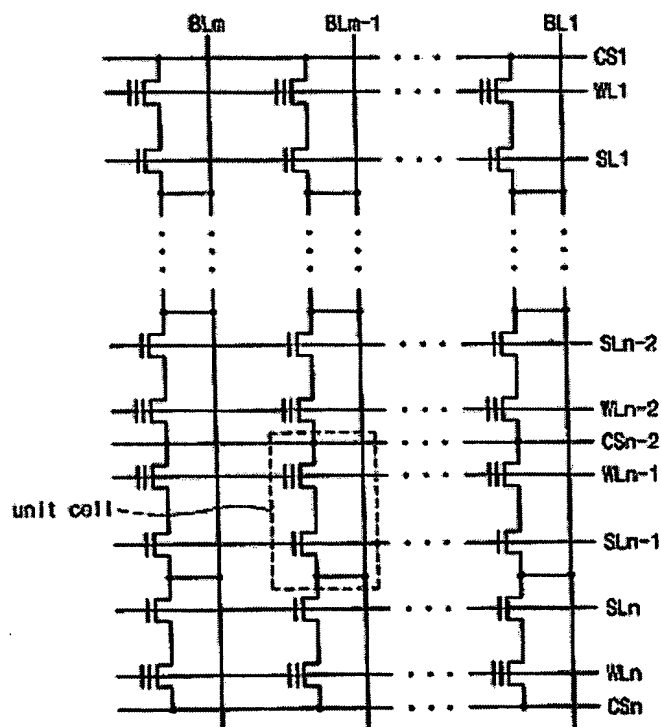 BLm BLm-1 BL1
CS1
WL1
SL1
SLn-2
WLn-2
CSn-2
WLn-1
unit cell
SLn-1
SLn
WLn
CSn